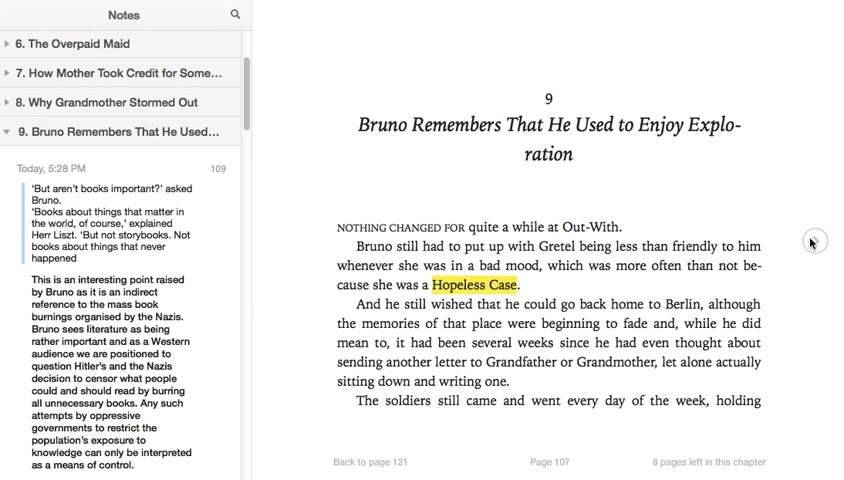 Notes
6. The Overpaid Maid
7. How Mother Took Credit for Some...
8. Why Grandmother Stormed Out
9. Bruno Remembers That He Used...
Today, 5:28 PM 109
‘But aren’t books important?’ asked
Bruno.
‘Books about things that matter in
the world, of course,’ explained
Herr Liszt. ‘But not storybooks. Not
books about things that never
happened
This is an interesting point raised
by Bruno as it is an indirect
reference to the mass book
burnings organised by the Nazis.
Bruno sees literature as being
rather important and as a Western
audience we are positioned to
question Hitler’s and the Nazis
decision to censor what people
could and should read by burring
all unnecessary books. Any such
attempts by oppressive
governments to restrict the
population’s exposure to
knowledge can only be interpreted
as a means of control.
9
Bruno Remembers That He Used to Enjoy Explo-
ration
NOTHING CHANGED FOR quite a while at Out-With.
Bruno still had to put up with Gretel being less than friendly to him
whenever she was in a bad mood, which was more often than not be-
cause she was a Hopeless Case.
And he still wished that he could go back home to Berlin, although
the memories of that place were beginning to fade and, while he did
mean to, it had been several weeks since he had even thought about
sending another letter to Grandfather or Grandmother, let alone actually
sitting down and writing one.
The soldiers still came and went every day of the week, holding
Back to page 121 Page 107 8 pages left in this chapter